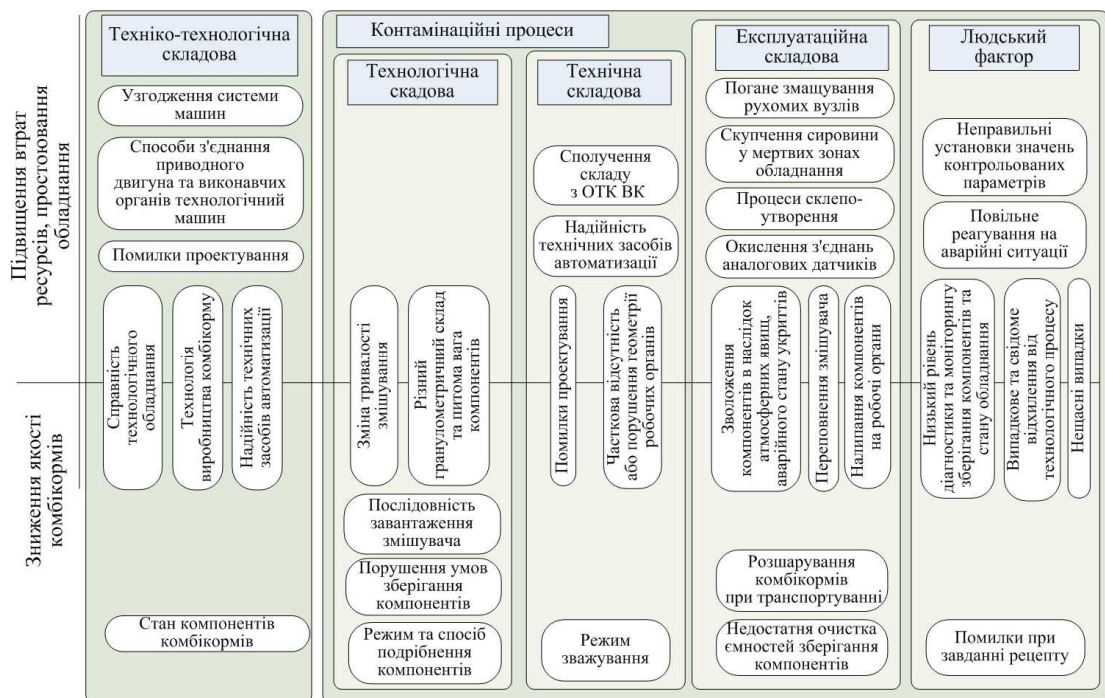 Підвищення втрат
ресурсів, простоювання
обладнання
Зниження якості
комбікормів
Техніко-технологічна
складова
Узгодження системи
машин
Способи з'єднання
приводного
двигуна та виконавчих
органів технологічний
машин
Помилки проектування
Справність
технологічного
обладнання
Технологія
виробництва комбікорму
Надійність технічних
засобів автоматизації
Стан компонентів
комбікормів
Контамінаційні процеси
Технологічна
скадова
Зміна тривалості
змішування
Різний
гранулометричний склад
та питома вага
компонентів
Послідовність
завантаження
змішувача
Порушення умов
зберігання
компонентів
Режим та спосіб
подрібнення
компонентів
Технічна
складова
Сполучення
складу
з ОТК ВК
Надійність
технічних засобів
автоматизації
Помилки проектування
Часткова відсутність
або порушення геометрії
робочих органів
Режим
зважування
Експлуатаційна
складова
Погане змащування
рухомих вузлів
Скупчення сировини
у мертвих зонах
обладнання
Процеси склепо-
утворення
Окислення з'єднань
аналогових датчиків
Зволоження
компонентів в наслідок
атмосферних явищ,
аварійного стану укриттів
Переповнення змішувача
Налипання компонентів
на робочі органи
Розшарування
комбікормів
при транспортуванні
Недостатня очистка
ємностей зберігання
компонентів
Людський
фактор
Неправильні
установки значень
контрольованих
параметрів
Повільне
реагування на
аварійні ситуації
Низький рівень
діагностики та моніторингу
зберігання компонентів та
стану обладнання
Випадкове та свідоме
відхилення від
технологічного процесу
Нещасні випадки
Помилки при
завданні рецепту